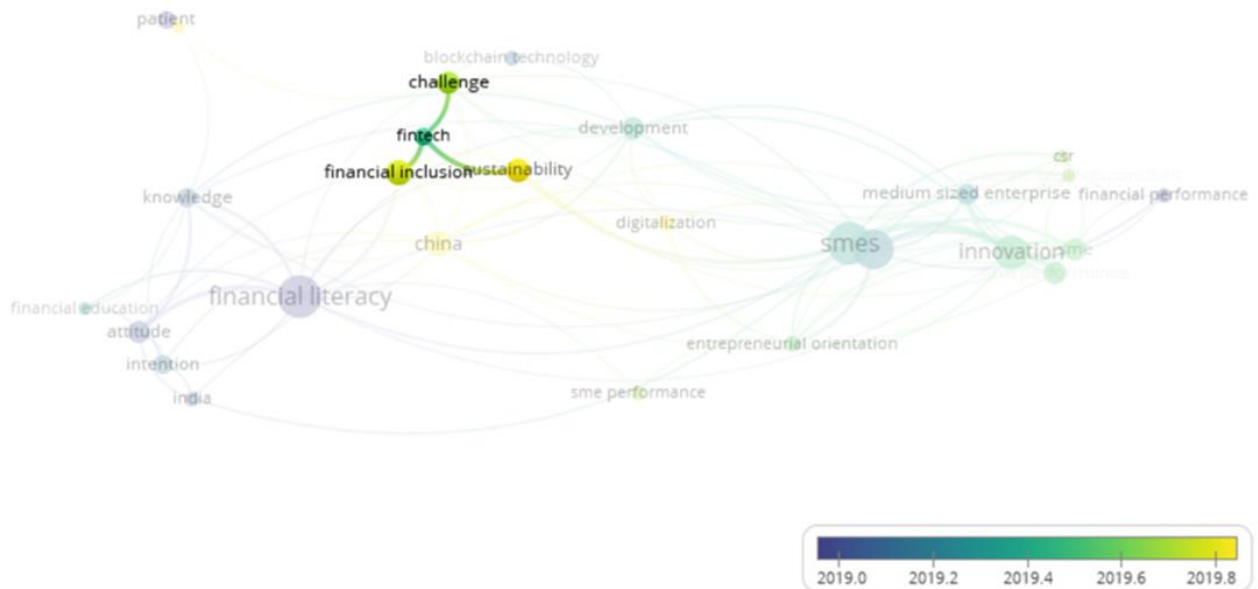 patient
blockchain technology
challenge
fintech
development
financial inclusion
sustainability
csr
knowledge
medium sized enterprise
financial performance
digitalization
china
smes
innovation
financial literacy
financial education
attitude
entrepreneurial orientation
intention
india
sme performance
2019.0 2019.2 2019.4 2019.6 2019.8